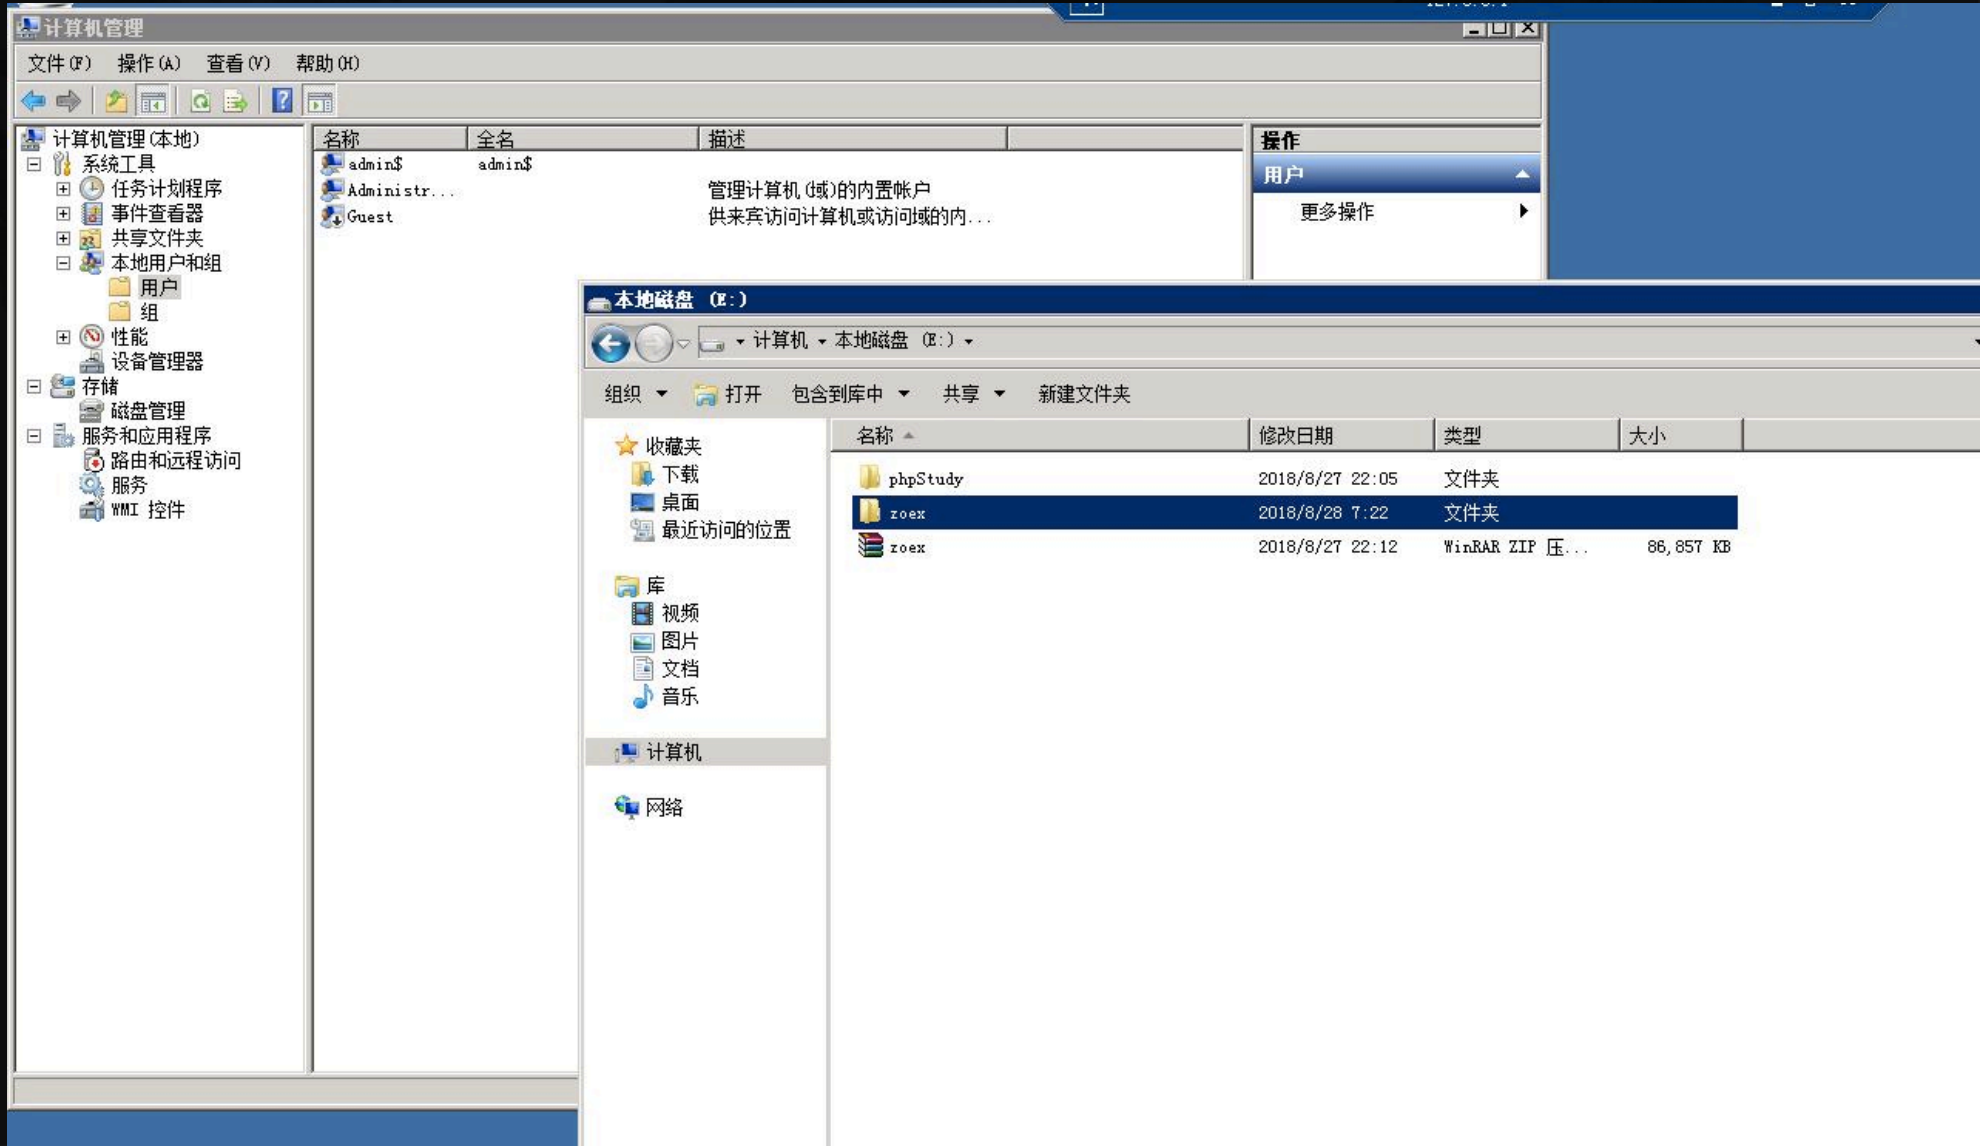 计算机管理
文件(F) 操作(A) 查看(V) 帮助(H)
计算机管理(本地)
系统工具
任务计划程序
事件查看器
共享文件夹
本地用户和组
用户
组
性能
设备管理器
存储
磁盘管理
服务和应用程序
路由和远程访问
服务
WMI 控件
名称 全名 描述
admin$ admin$
Administr... 管理计算机(域)的内置帐户
Guest 供来宾访问计算机或访问域的内...
操作
用户
更多操作
本地磁盘 (E:)
计算机 本地磁盘 (E:)
组织 打开 包含到库中 共享 新建文件夹
收藏夹
下载
桌面
最近访问的位置
库
视频
图片
文档
音乐
计算机
网络
名称 修改日期 类型 大小
phpStudy 2018/8/27 22:05 文件夹
zoex 2018/8/28 7:22 文件夹
zoex 2018/8/27 22:12 WinRAR ZIP 压... 86,857 KB